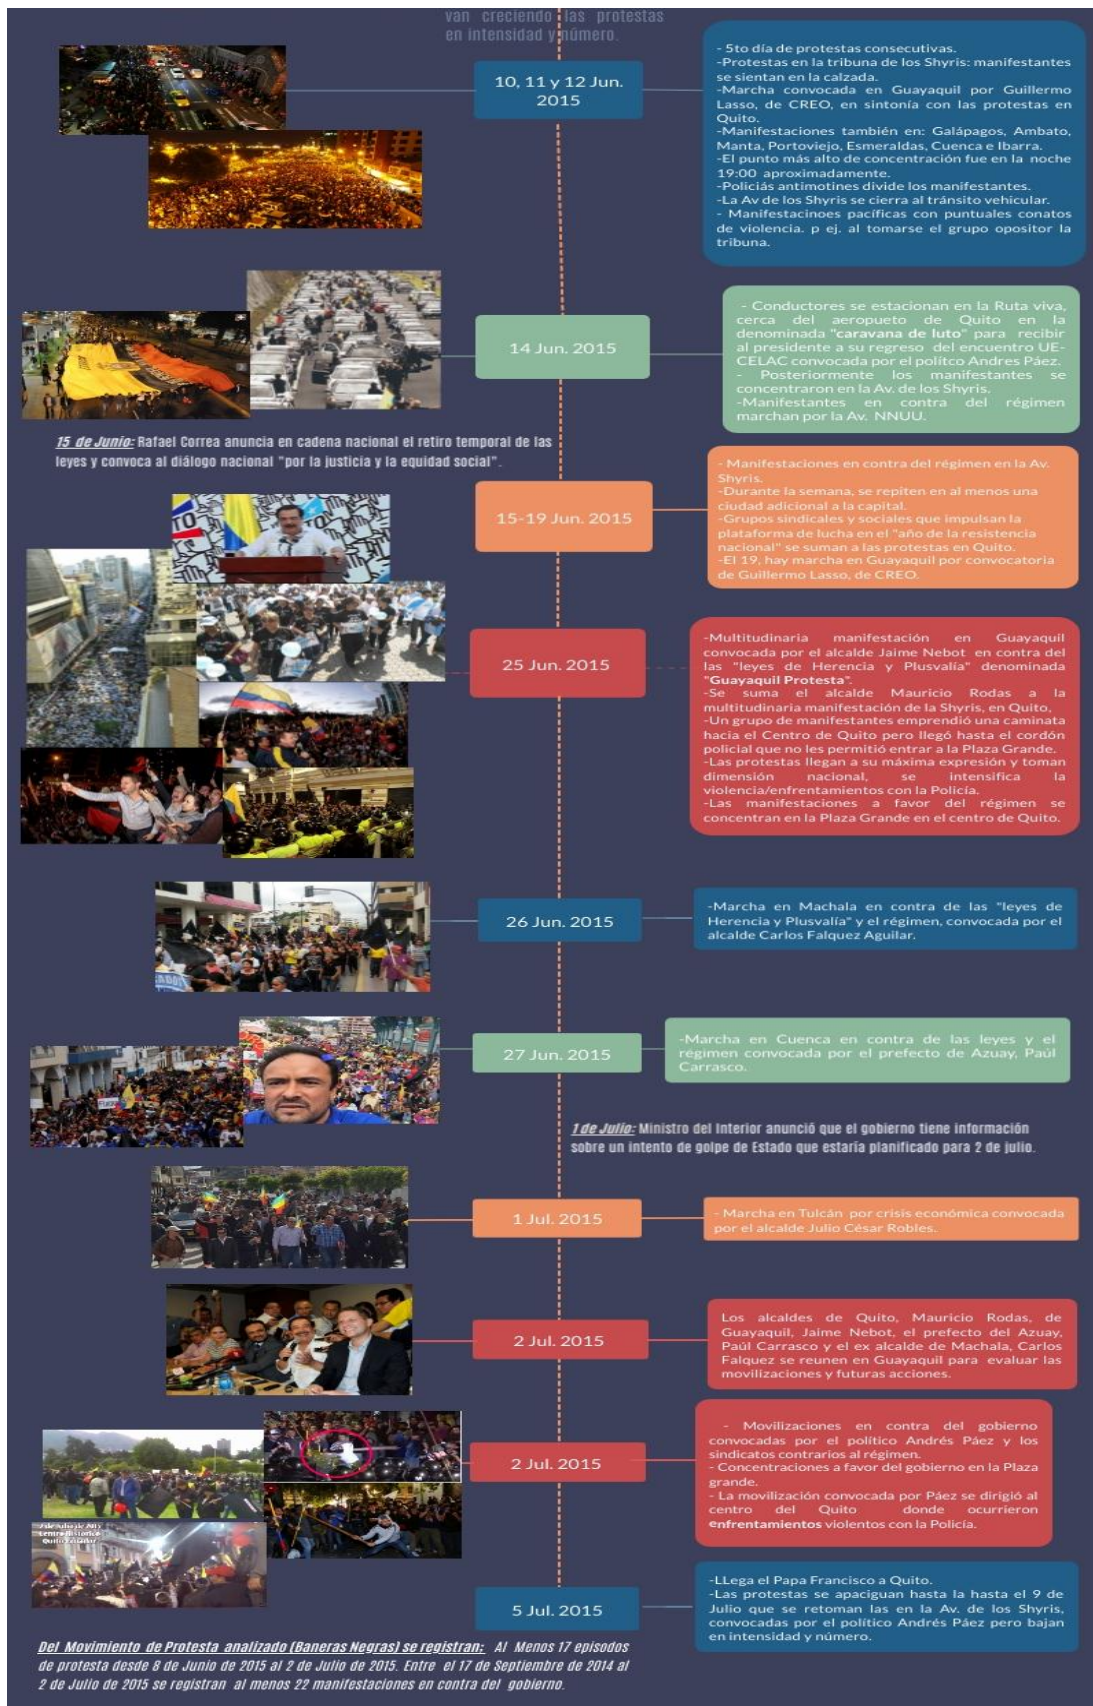 van creciendo las protestas
en intensidad y número.
10, 11 y 12 Jun.
2015
- 5to día de protestas consecutivas.
-Protestas en la tribuna de los Shyris: manifestantes
se sientan en la calzada.
-Marcha convocada en Guayaquil por Guillermo
Lasso, de CREO, en sintonía con las protestas en
Quito.
-Manifestaciones también en: Galápagos, Ambato,
Manta, Portoviejo, Esmeraldas, Cuenca e Ibarra.
-El punto más alto de concentración fue en la noche
19:00 aproximadamente.
-Policiás antimotines divide los manifestantes.
-La Av de los Shyris se cierra al tránsito vehicular.
- Manifestacinoes pacíficas con puntuales conatos
de violencia. p ej. al tomarse el grupo opositor la
tribuna.
14 Jun. 2015
- Conductores se estacionan en la Ruta viva,
cerca del aeropueto de Quito en la
denominada "caravana de luto" para recibir
al presidente a su regreso del encuentro UE-
CELAC convocada por el polítco Andres Páez.
- Posteriormente los manifestantes se
concentraron en la Av. de los Shyris.
-Manifestantes en contra del régimen
marchan por la Av. NNUU.
15 de Junio: Rafael Correa anuncia en cadena nacional el retiro temporal de las
leyes y convoca al diálogo nacional "por la justicia y la equidad social".
15-19 Jun. 2015
- Manifestaciones en contra del régimen en la Av.
Shyris.
-Durante la semana, se repiten en al menos una
ciudad adicional a la capital.
-Grupos sindicales y sociales que impulsan la
plataforma de lucha en el "año de la resistencia
nacional" se suman a las protestas en Quito.
-El 19, hay marcha en Guayaquil por convocatoria
de Guillermo Lasso, de CREO.
25 Jun. 2015
-Multitudinaria manifestación en Guayaquil
convocada por el alcalde Jaime Nebot en contra del
las "leyes de Herencia y Plusvalía" denominada
"Guayaquil Protesta".
-Se suma el alcalde Mauricio Rodas a la
multitudinaria manifestación de la Shyris, en Quito,
-Un grupo de manifestantes emprendió una caminata
hacia el Centro de Quito pero llegó hasta el cordón
policial que no les permitió entrar a la Plaza Grande.
-Las protestas llegan a su máxima expresión y toman
dimensión nacional, se intensifica la
violencia/enfrentamientos con la Policía.
-Las manifestaciones a favor del régimen se
concentran en la Plaza Grande en el centro de Quito.
26 Jun. 2015
-Marcha en Machala en contra de las "leyes de
Herencia y Plusvalía" y el régimen, convocada por el
alcalde Carlos Falquez Aguilar.
27 Jun. 2015
-Marcha en Cuenca en contra de las leyes y el
régimen convocada por el prefecto de Azuay, Paúl
Carrasco.
1 de Julio: Ministro del Interior anunció que el gobierno tiene información
sobre un intento de golpe de Estado que estaría planificado para 2 de julio.
1 Jul. 2015
- Marcha en Tulcán por crisis económica convocada
por el alcalde Julio César Robles.
2 Jul. 2015
Los alcaldes de Quito, Mauricio Rodas, de
Guayaquil, Jaime Nebot, el prefecto del Azuay,
Paúl Carrasco y el ex alcalde de Machala, Carlos
Falquez se reunen en Guayaquil para evaluar las
movilizaciones y futuras acciones.
2 Jul. 2015
- Movilizaciones en contra del gobierno
convocadas por el político Andrés Páez y los
sindicatos contrarios al régimen.
- Concentraciones a favor del gobierno en la Plaza
grande.
- La movilización convocada por Páez se dirigió al
centro del Quito donde ocurrieron
enfrentamientos violentos con la Policía.
Centro Histórico
5 Jul. 2015
-LLega el Papa Francisco a Quito.
-Las protestas se apaciguan hasta la hasta el 9 de
Julio que se retoman las en la Av. de los Shyris,
convocadas por el político Andrés Páez pero bajan
en intensidad y número.
Del Movimiento de Protesta analizado (Baneras Negras) se registran: Al Menos 17 episodios
de protesta desde 8 de Junio de 2015 al 2 de Julio de 2015. Entre el 17 de Septiembre de 2014 al
2 de Julio de 2015 se registran al menos 22 manifestaciones en contra del gobierno.